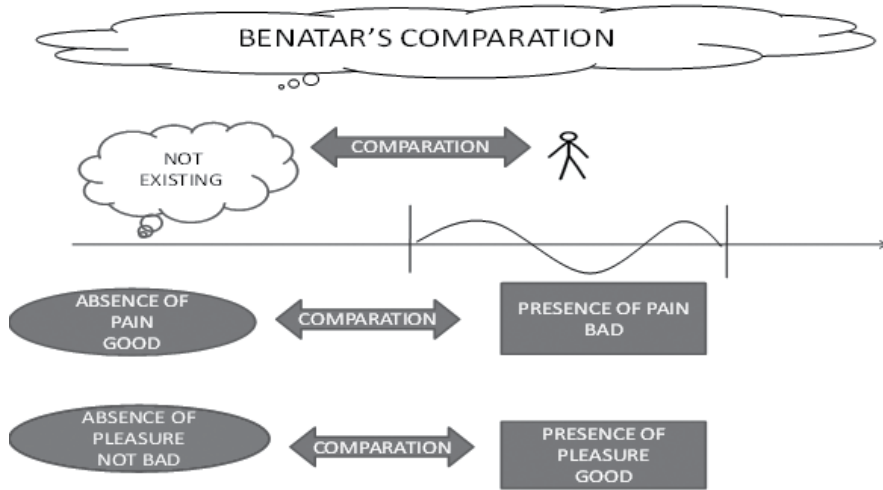 BENATAR'S COMPARATION
NOT
EXISTING
COMPARATION
ABSENCE OF
PAIN
GOOD
COMPARATION
PRESENCE OF PAIN
BAD
ABSENCE OF
PLEASURE
NOT BAD
COMPARATION
PRESENCE OF
PLEASURE
GOOD